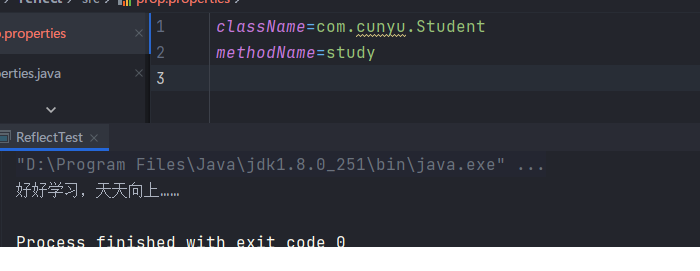 src
prop.properties
p.properties
erties.java
1 className=com.cunyu.Student
2 methodName=study
3
ReflectTest
"D:\Program Files\Java\jdk1.8.0_251\bin\java.exe" ...
好好学习，天天向上……
Process finished with exit code 0